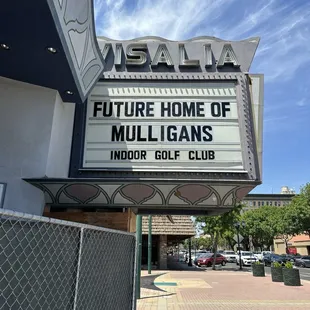 VISALIA
FUTURE HOME OF
MULLIGANS
INDOOR GOLF CLUB